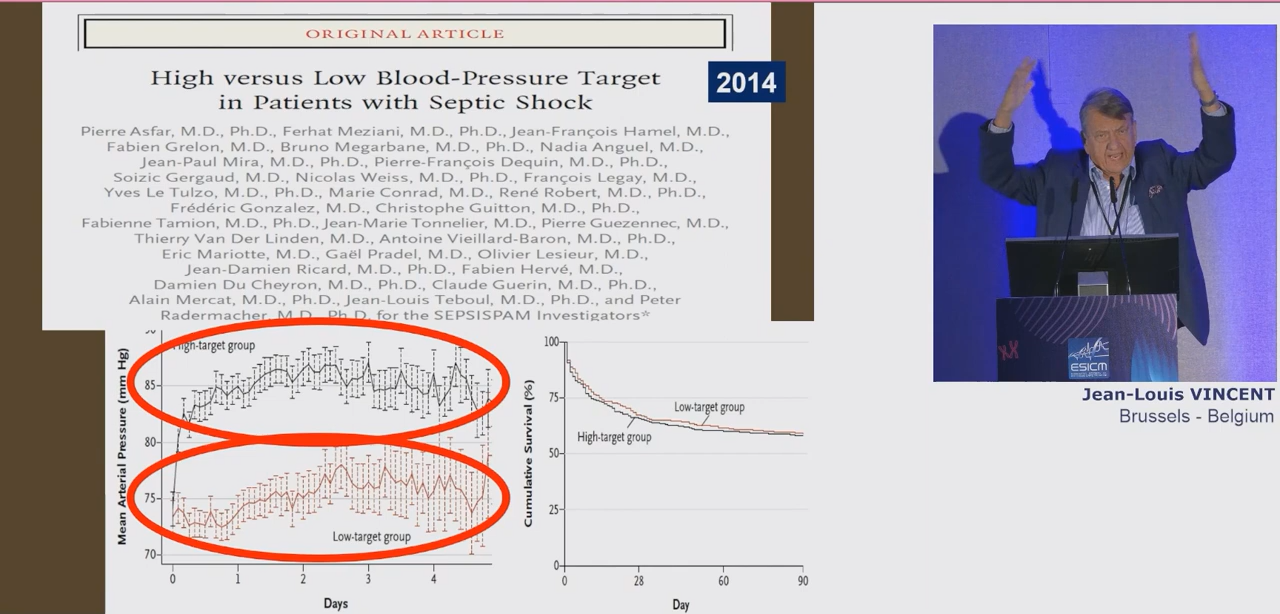 ORIGINAL ARTICLE
High versus Low Blood-Pressure Target
in Patients with Septic Shock
2014
Pierre Asfar, M.D., Ph.D., Ferhat Meziani, M.D., Ph.D., Jean-François Hamel, M.D.,
Fabien Grelon, M.D., Bruno Megarbane, M.D., Ph.D., Nadia Anguel, M.D.,
Jean-Paul Mira, M.D., Ph.D., Pierre-François Dequin, M.D., Ph.D.,
Soizic Gergaud, M.D., Nicolas Weiss, M.D., Ph.D., François Legay, M.D.,
Yves Le Tulzo, M.D., Ph.D., Marie Conrad, M.D., René Robert, M.D., Ph.D.,
Frédéric Gonzalez, M.D., Christophe Guitton, M.D., Ph.D.,
Fabienne Tamion, M.D., Ph.D., Jean-Marie Tonnelier, M.D., Pierre Guezennec, M.D.,
Thierry Van Der Linden, M.D., Antoine Vieillard-Baron, M.D., Ph.D.,
Eric Mariotte, M.D., Gaël Pradel, M.D., Olivier Lesieur, M.D.,
Jean-Damien Ricard, M.D., Ph.D., Fabien Hervé, M.D.,
Damien Du Cheyron, M.D., Ph.D., Claude Guerin, M.D., Ph.D.,
Alain Mercat, M.D., Ph.D., Jean-Louis Teboul, M.D., Ph.D., and Peter
Radermacher, M.D., Ph.D. for the SEPSISPAM Investigators*
Mean Arterial Pressure (mm Hg)
90
85
80
75
70
High-target group
Low-target group
0 1 2 3 4
Days
Cumulative Survival (%)
100
75
50
25
0
Low-target group
High-target group
0 28 60 90
Day
ESICM
Jean-Louis VINCENT
Brussels - Belgium